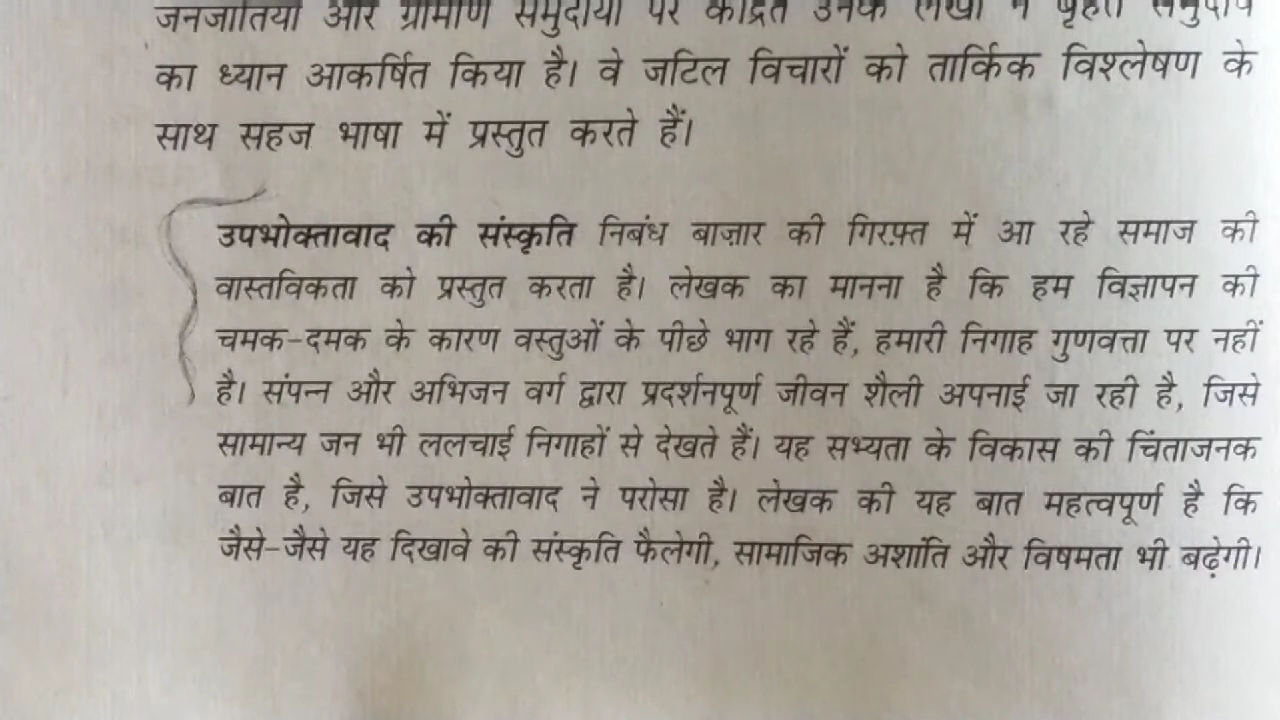 जनजातियों और ग्रामीण समुदायों पर केंद्रित उनके लेखों ने
का ध्यान आकर्षित किया है। वे जटिल विचारों को तार्किक विश्लेषण के
साथ सहज भाषा में प्रस्तुत करते हैं।
उपभोक्तावाद की संस्कृति निबंध बाज़ार की गिरफ़्त में आ रहे समाज की
वास्तविकता को प्रस्तुत करता है। लेखक का मानना है कि हम विज्ञापन की
चमक-दमक के कारण वस्तुओं के पीछे भाग रहे हैं, हमारी निगाह गुणवत्ता पर नहीं
है। संपन्न और अभिजन वर्ग द्वारा प्रदर्शनपूर्ण जीवन शैली अपनाई जा रही है, जिसे
सामान्य जन भी ललचाई निगाहों से देखते हैं। यह सभ्यता के विकास की चिंताजनक
बात है, जिसे उपभोक्तावाद ने परोसा है। लेखक की यह बात महत्वपूर्ण है कि
जैसे-जैसे यह दिखावे की संस्कृति फैलेगी, सामाजिक अशांति और विषमता भी बढ़ेगी।